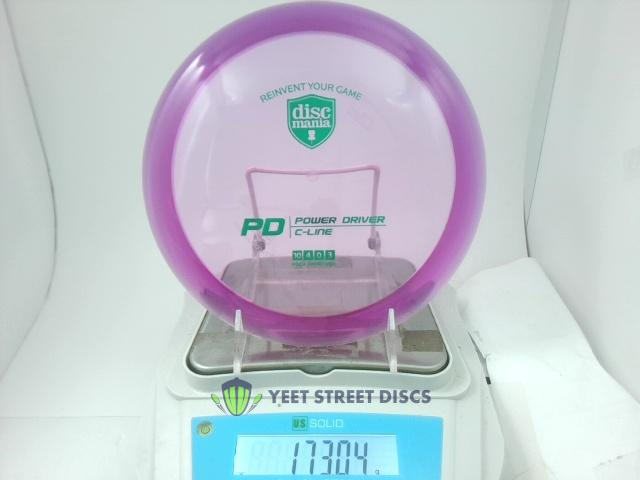 REINVENT YOUR GAME
disc
mania
PD POWER DRIVER
C-LINE
10 4 0 3
YEET STREET DISCS
US SOLID
173.04 g